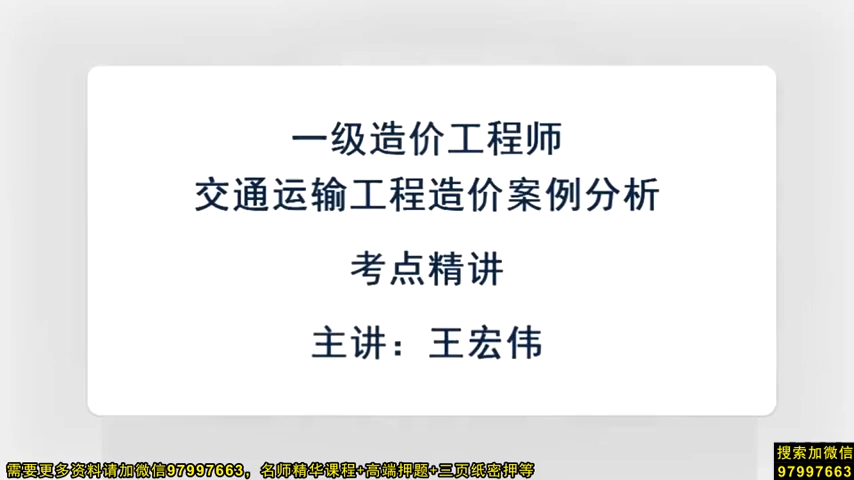 一级造价工程师
交通运输工程造价案例分析
考点精讲
主讲：王宏伟
需要更多资料请加微信97997663，名师精华课程+高端押题+三页纸密押等
搜索加微信
97997663